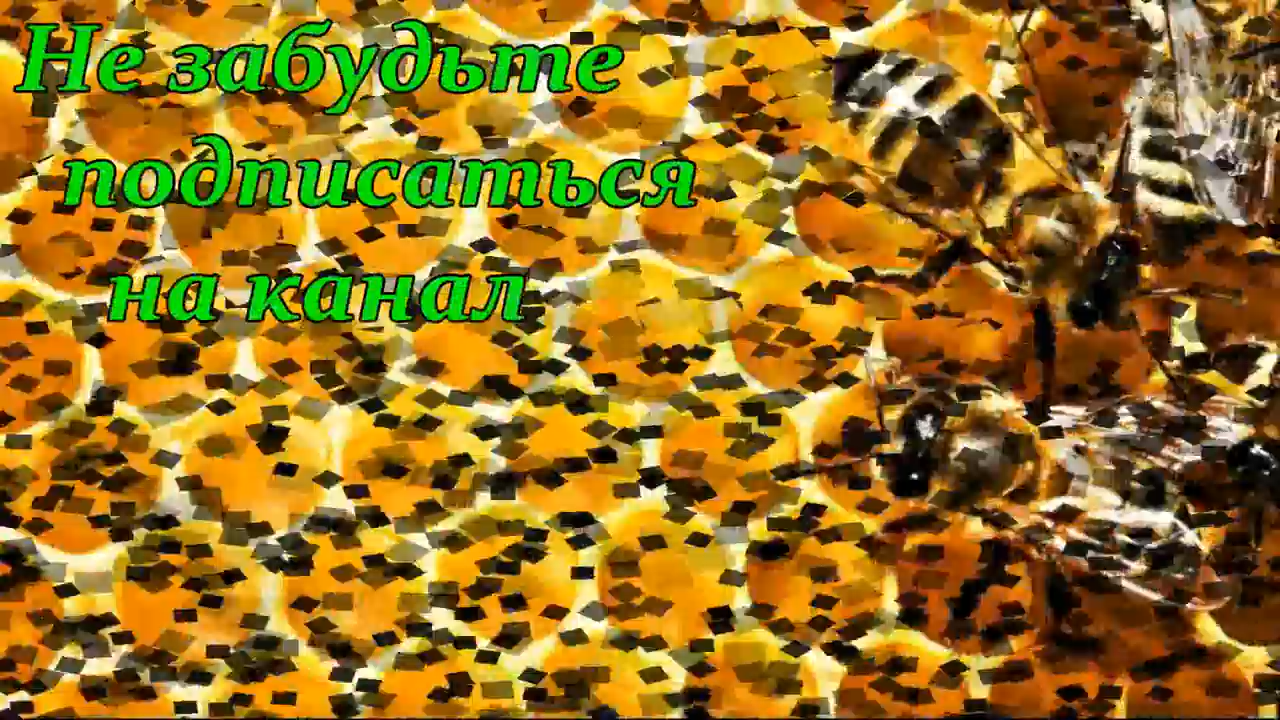 Не забудьте
подписаться
на канал